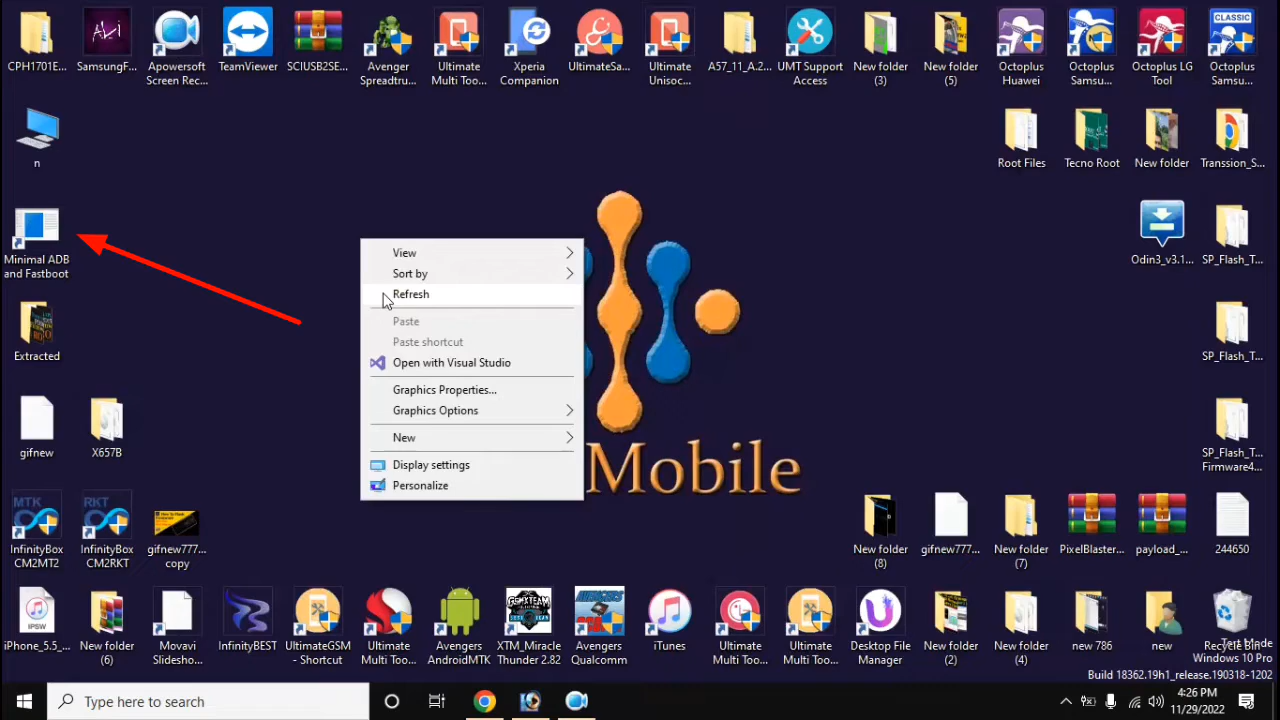 CPH1701E...
SamsungF...
Apowersoft
Screen Rec...
TeamViewer
SCIUSB2SE...
Avenger
Spreadtru...
Ultimate
Multi Too...
Xperia
Companion
UltimateSa...
Ultimate
Unisoc...
A57_11_A.2...
UMT Support
Access
New folder
(3)
New folder
(5)
Octoplus
Huawei
Octoplus
Samsu...
Octoplus LG
Tool
CLASSIC
Octoplus
Samsu...
n
Root Files
Tecno Root
New folder
Transsion_S...
Minimal ADB
and Fastboot
Odin3_v3.1...
SP_Flash_T...
Extracted
SP_Flash_T...
gifnew
X657B
SP_Flash_T...
Firmware4...
View
Sort by
Refresh
Paste
Paste shortcut
Open with Visual Studio
Graphics Properties...
Graphics Options
New
Display settings
Personalize
Mobile
MTK
InfinityBox
CM2MT2
RKT
InfinityBox
CM2RKT
gifnew777...
copy
New folder
(8)
gifnew777...
New folder
(7)
PixelBlaster...
payload_...
244650
IPSW
iPhone_5.5_...
New folder
(6)
Movavi
Slidesho...
InfinityBEST
UltimateGSM
- Shortcut
Ultimate
Multi Too...
Avengers
AndroidMTK
GSMXTEAM
XTM_Miracle
Thunder 2.82
AVENGERS
Avengers
Qualcomm
iTunes
Ultimate
Multi Too...
Ultimate
Multi Too...
Desktop File
Manager
New folder
(2)
New folder
(4)
new 786
new
Recycle Bin
Test Mode
Windows 10 Pro
Build 18362.19h1_release.190318-1202
Type here to search
4:26 PM
11/29/2022